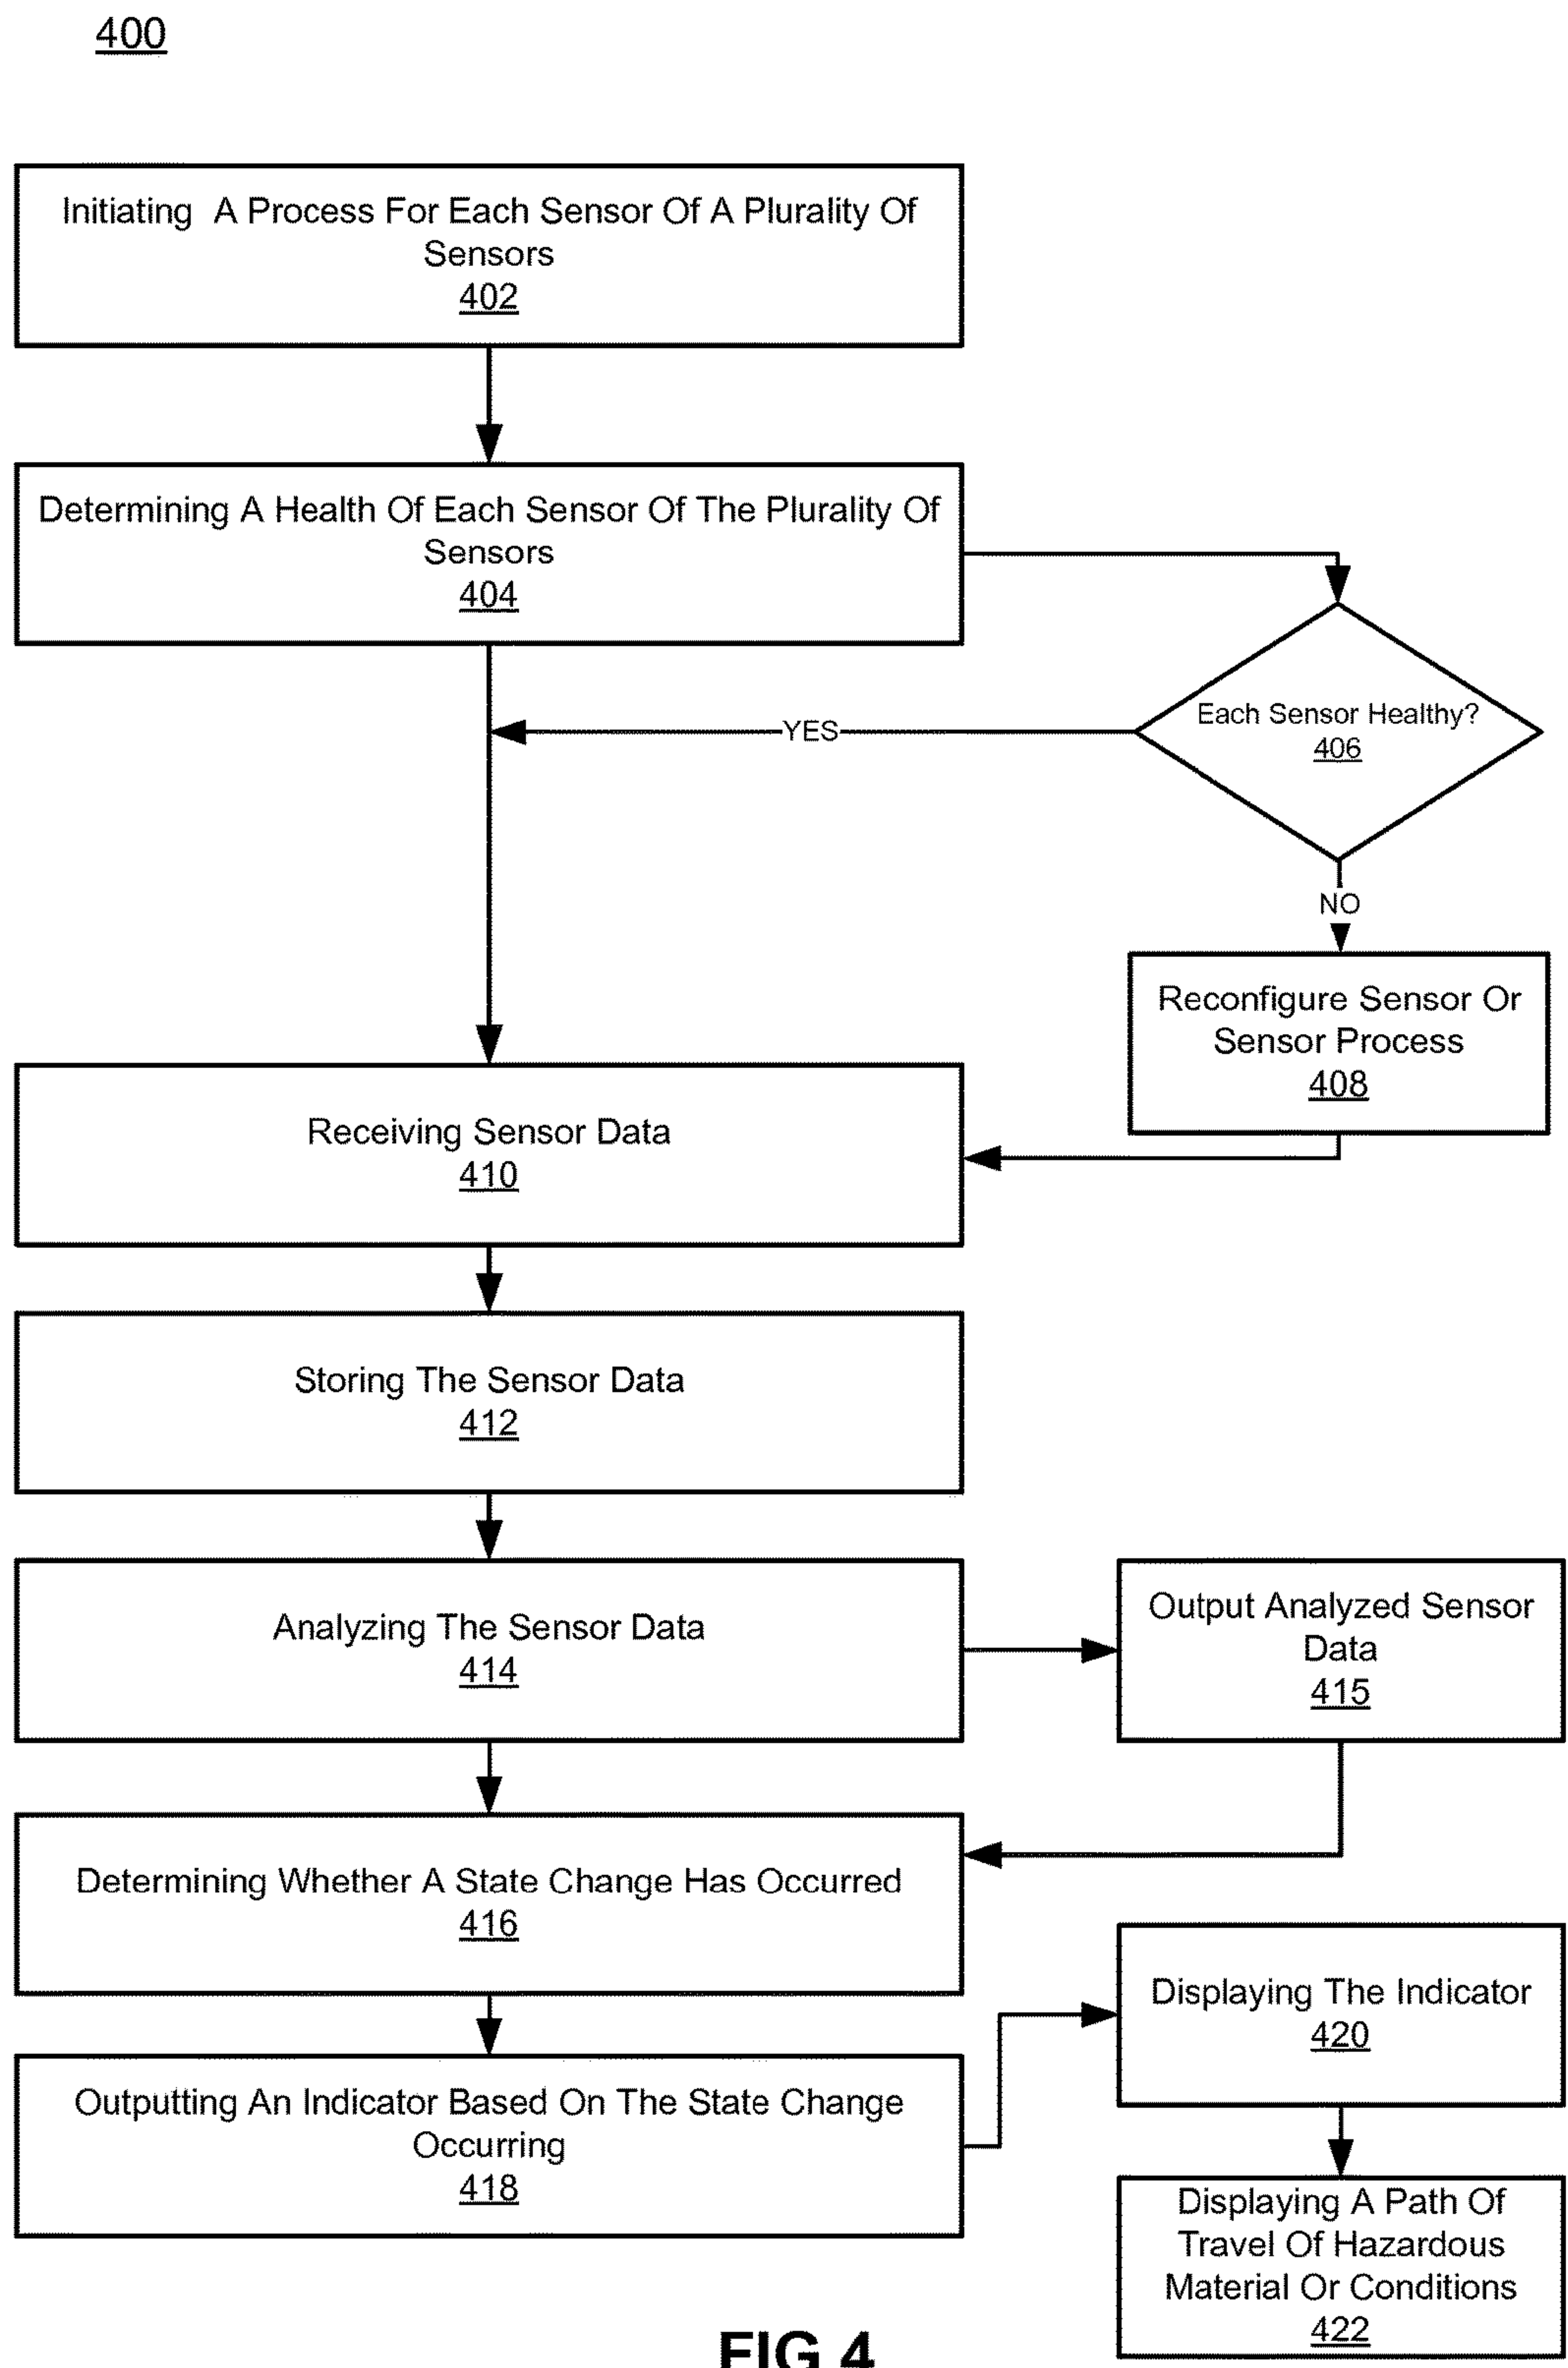 400
Initiating A Process For Each Sensor Of A Plurality Of
Sensors
402
Determining A Health Of Each Sensor Of The Plurality Of
Sensors
404
Each Sensor Healthy?
406
YES
NO
Reconfigure Sensor Or
Sensor Process
408
Receiving Sensor Data
410
Storing The Sensor Data
412
Analyzing The Sensor Data
414
Output Analyzed Sensor
Data
415
Determining Whether A State Change Has Occurred
416
Outputting An Indicator Based On The State Change
Occurring
418
Displaying The Indicator
420
Displaying A Path Of
Travel Of Hazardous
Material Or Conditions
422
FIG 4